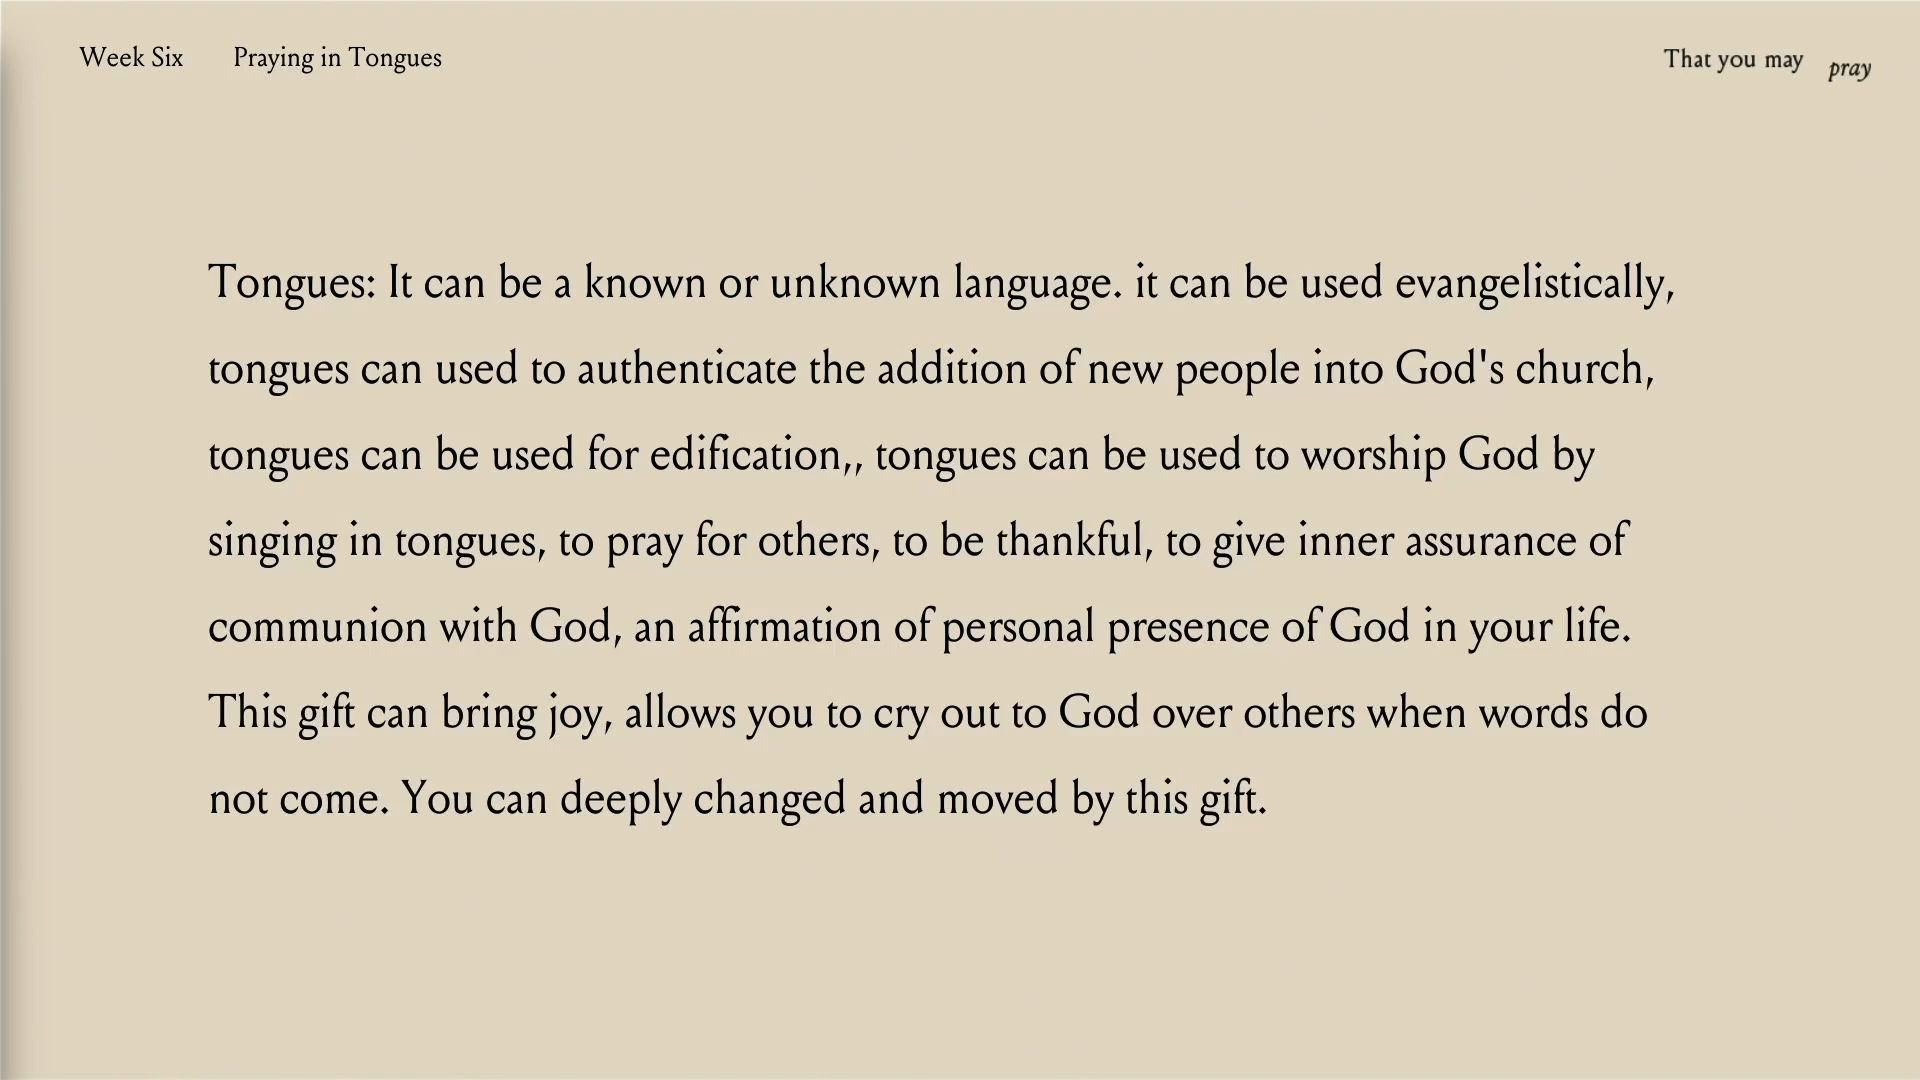 Week Six Praying in Tongues
That you may pray
Tongues: It can be a known or unknown language. it can be used evangelistically,
tongues can used to authenticate the addition of new people into God's church,
tongues can be used for edification,, tongues can be used to worship God by
singing in tongues, to pray for others, to be thankful, to give inner assurance of
communion with God, an affirmation of personal presence of God in your life.
This gift can bring joy, allows you to cry out to God over others when words do
not come. You can deeply changed and moved by this gift.